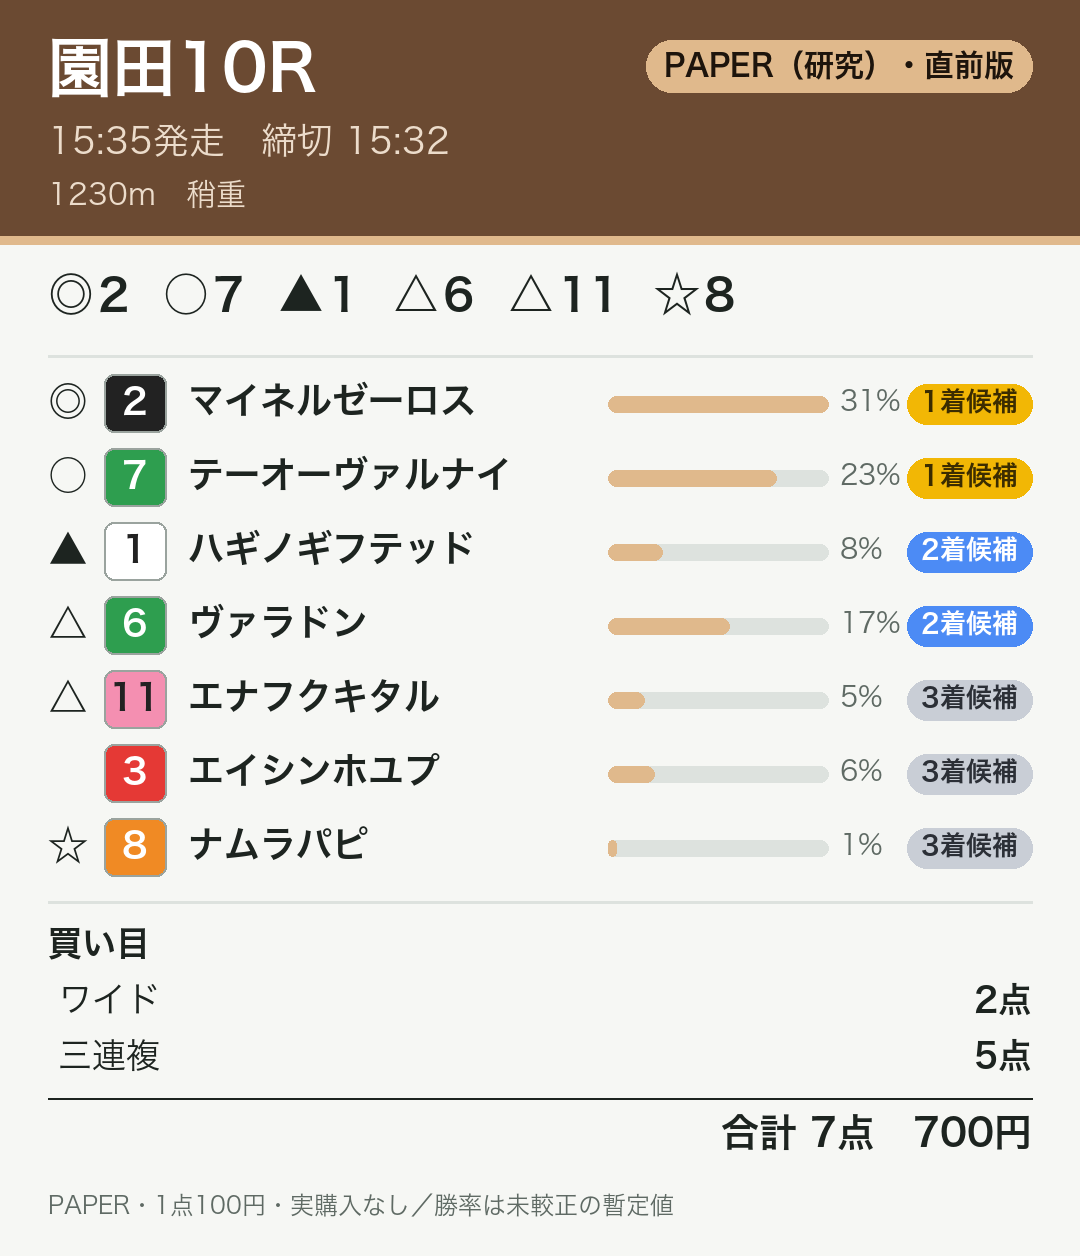 園田10R
PAPER（研究）・直前版
15:35発走　締切 15:32
1230m　稍重
◎2 ○7 ▲1 △6 △11 ☆8
◎ 2 マイネルゼーロス 31% 1着候補
○ 7 テーオーヴァルナイ 23% 1着候補
▲ 1 ハギノギフテッド 8% 2着候補
△ 6 ヴァラドン 17% 2着候補
△ 11 エナフクキタル 5% 3着候補
3 エイシンホユプ 6% 3着候補
☆ 8 ナムラパピ 1% 3着候補
買い目
ワイド 2点
三連複 5点
合計 7点　700円
PAPER・1点100円・実購入なし／勝率は未較正の暫定値